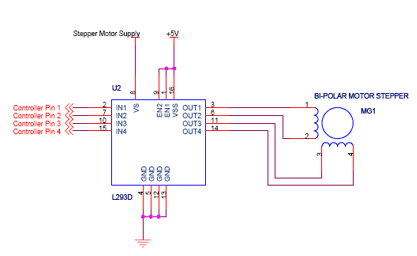 Stepper Motor Supply
+5V
U2
8
9
1
16
VS
EN2
EN1
VSS
Controller Pin 1
Controller Pin 2
Controller Pin 3
Controller Pin 4
2
7
10
15
IN1
IN2
IN3
IN4
OUT1
OUT2
OUT3
OUT4
3
6
11
14
GND
GND
GND
GND
4
5
12
13
L293D
BI-POLAR MOTOR STEPPER
MG1
1
2
3
4